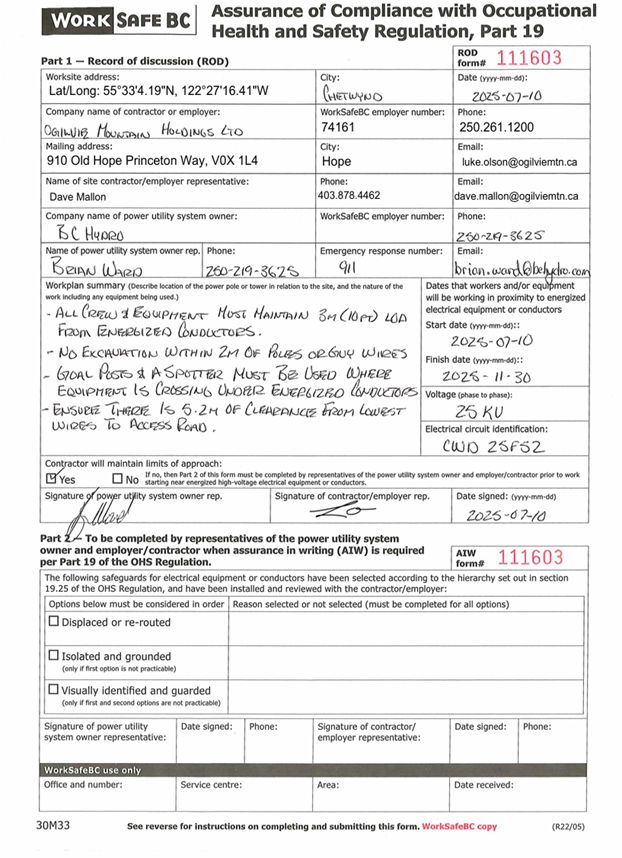 WORK SAFE BC
Assurance of Compliance with Occupational
Health and Safety Regulation, Part 19
Part 1 — Record of discussion (ROD)
ROD
form# 111603
Worksite address:
Lat/Long: 55°33'4.19"N, 122°27'16.41"W
City:
CHETWYND
Date (yyyy-mm-dd):
2025-07-10
Company name of contractor or employer:
OGILVIE MOUNTAIN HOLDINGS LTD
WorkSafeBC employer number:
74161
Phone:
250.261.1200
Mailing address:
910 Old Hope Princeton Way, V0X 1L4
City:
Hope
Email:
luke.olson@ogilviemtn.ca
Name of site contractor/employer representative:
Dave Mallon
Phone:
403.878.4462
Email:
dave.mallon@ogilviemtn.ca
Company name of power utility system owner:
BC HYDRO
WorkSafeBC employer number:
Phone:
250-219-3625
Name of power utility system owner rep.
BRIAN WARD
Phone:
250-219-3625
Emergency response number:
911
Email:
brian.ward@bchydro.com
Workplan summary (Describe location of the power pole or tower in relation to the site, and the nature of the
work including any equipment being used.)
- ALL CREW & EQUIPMENT MUST MAINTAIN 3M (10FT) LOA
FROM ENERGIZED CONDUCTORS.
- NO EXCAVATION WITHIN 2M OF POLES OR GUY WIRES
- GOAL POSTS & A SPOTTER MUST BE USED WHERE
EQUIPMENT IS CROSSING UNDER ENERGIZED CONDUCTORS
- ENSURE THERE IS 5.2M OF CLEARANCE FROM LOWEST
WIRES TO ACCESS ROAD.
Dates that workers and/or equipment
will be working in proximity to energized
electrical equipment or conductors
Start date (yyyy-mm-dd)::
2025-07-10
Finish date (yyyy-mm-dd)::
2025-11-30
Voltage (phase to phase):
25 KV
Electrical circuit identification:
CWD 25F52
Contractor will maintain limits of approach:
Yes
No
If no, then Part 2 of this form must be completed by representatives of the power utility system owner and employer/contractor prior to work
starting near energized high-voltage electrical equipment or conductors.
Signature of power utility system owner rep.
Signature of contractor/employer rep.
Date signed: (yyyy-mm-dd)
2025-07-10
Part 2 — To be completed by representatives of the power utility system
owner and employer/contractor when assurance in writing (AIW) is required
per Part 19 of the OHS Regulation.
AIW
form# 111603
The following safeguards for electrical equipment or conductors have been selected according to the hierarchy set out in section
19.25 of the OHS Regulation, and have been installed and reviewed with the contractor/employer:
Options below must be considered in order
Reason selected or not selected (must be completed for all options)
Displaced or re-routed
Isolated and grounded
(only if first option is not practicable)
Visually identified and guarded
(only if first and second options are not practicable)
Signature of power utility
system owner representative:
Date signed:
Phone:
Signature of contractor/
employer representative:
Date signed:
Phone:
WorkSafeBC use only
Office and number:
Service centre:
Area:
Date received:
30M33
See reverse for instructions on completing and submitting this form. WorkSafeBC copy
(R22/05)